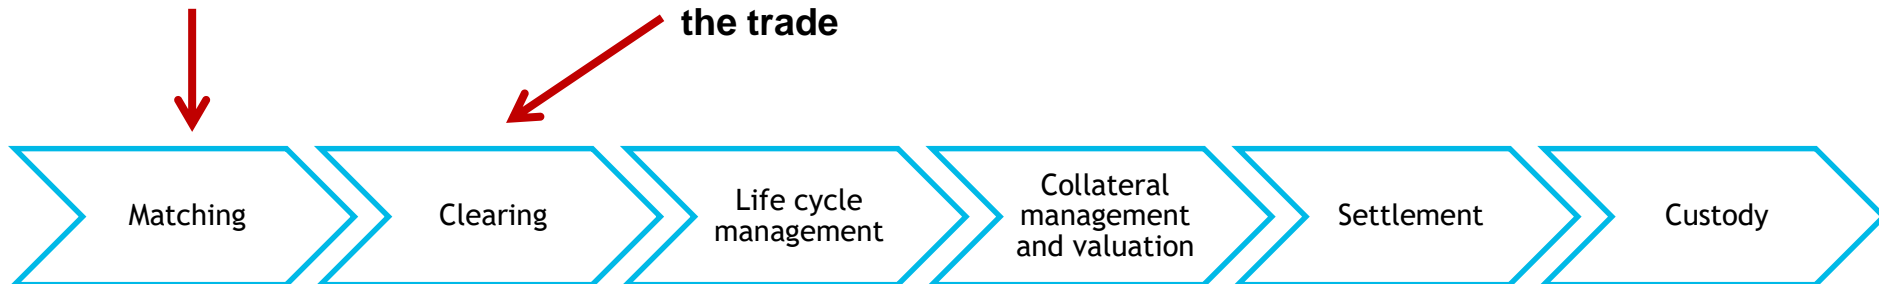 the trade
Matching
Clearing
Life cycle
management
Collateral
management
and valuation
Settlement
Custody